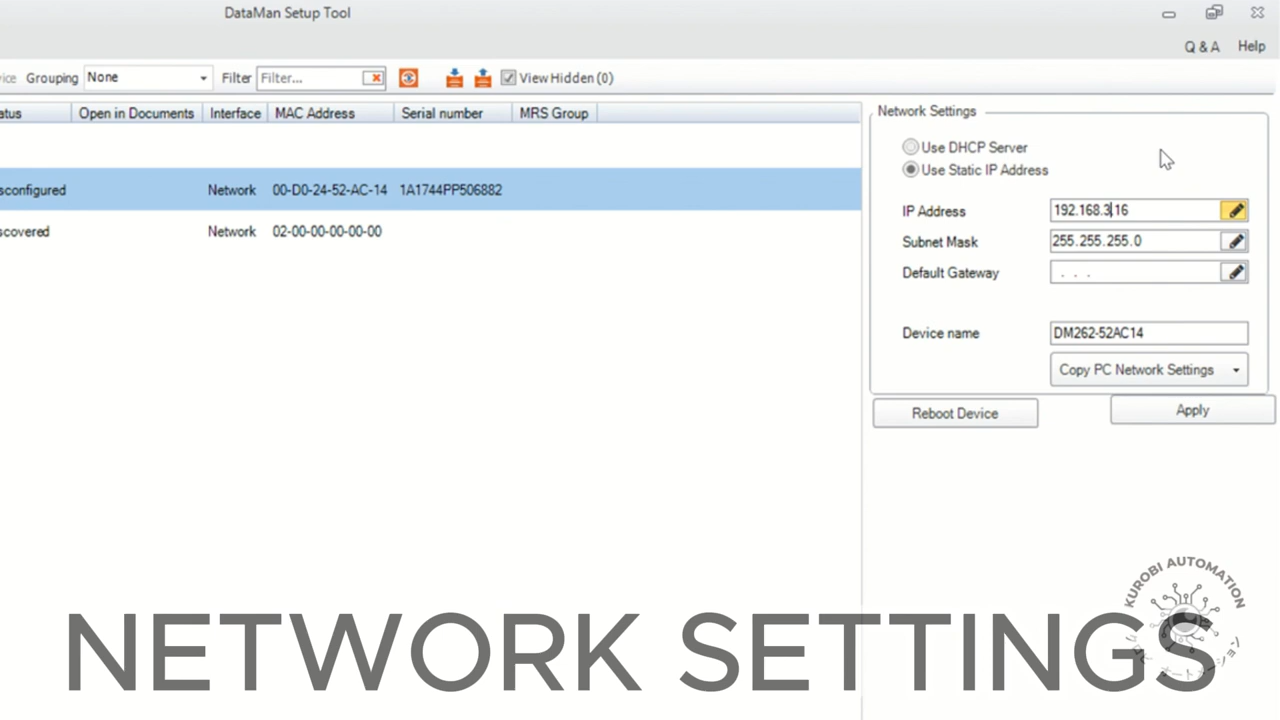 DataMan Setup Tool
Q & A Help
ice Grouping None Filter Filter... View Hidden (0)
atus Open in Documents Interface MAC Address Serial number MRS Group
sconfigured Network 00-D0-24-52-AC-14 1A1744PP506882
scovered Network 02-00-00-00-00-00
Network Settings
Use DHCP Server
Use Static IP Address
IP Address 192.168.3.16
Subnet Mask 255.255.255.0
Default Gateway . . .
Device name DM262-52AC14
Copy PC Network Settings
Reboot Device Apply
KUROBI AUTOMATION
NETWORK SETTINGS